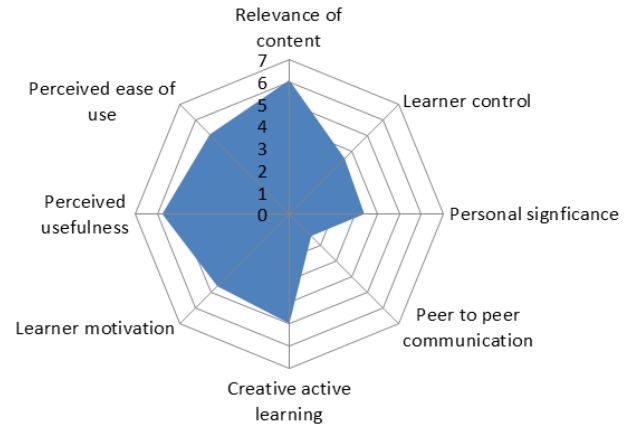 Relevance of
content
7
6
5
4
3
2
1
0
Learner control
Personal signficance
Peer to peer
communication
Creative active
learning
Learner motivation
Perceived
usefulness
Perceived ease of
use